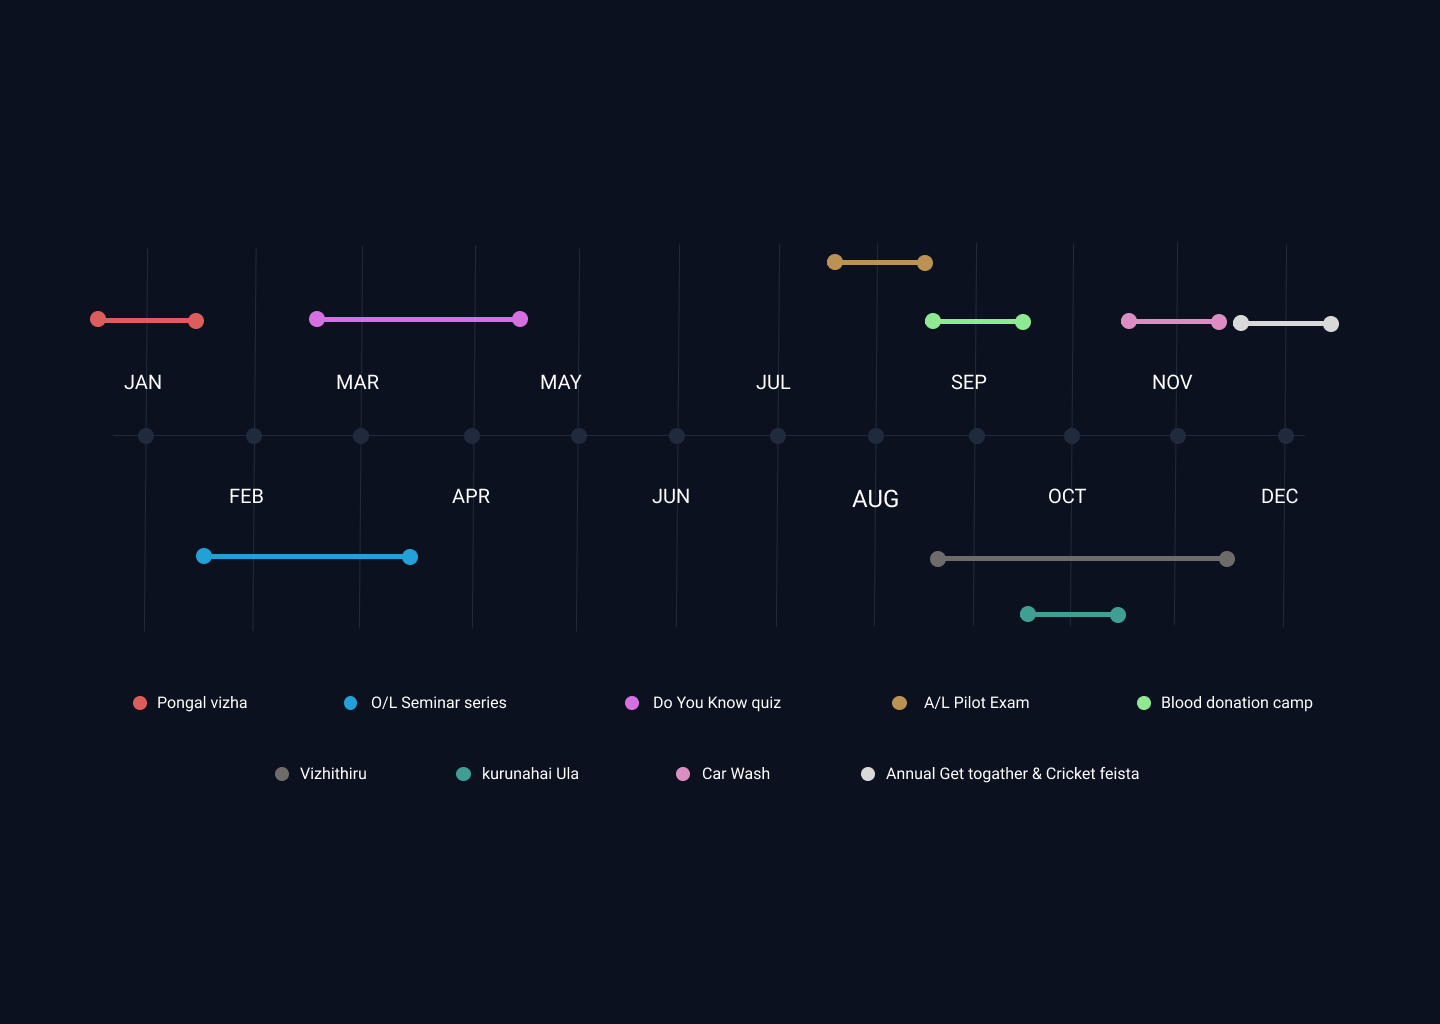 JAN
MAR
MAY
JUL
SEP
NOV
FEB
APR
JUN
AUG
OCT
DEC
Pongal vizha
O/L Seminar series
Do You Know quiz
A/L Pilot Exam
Blood donation camp
Vizhithiru
kurunahai Ula
Car Wash
Annual Get togather & Cricket feista